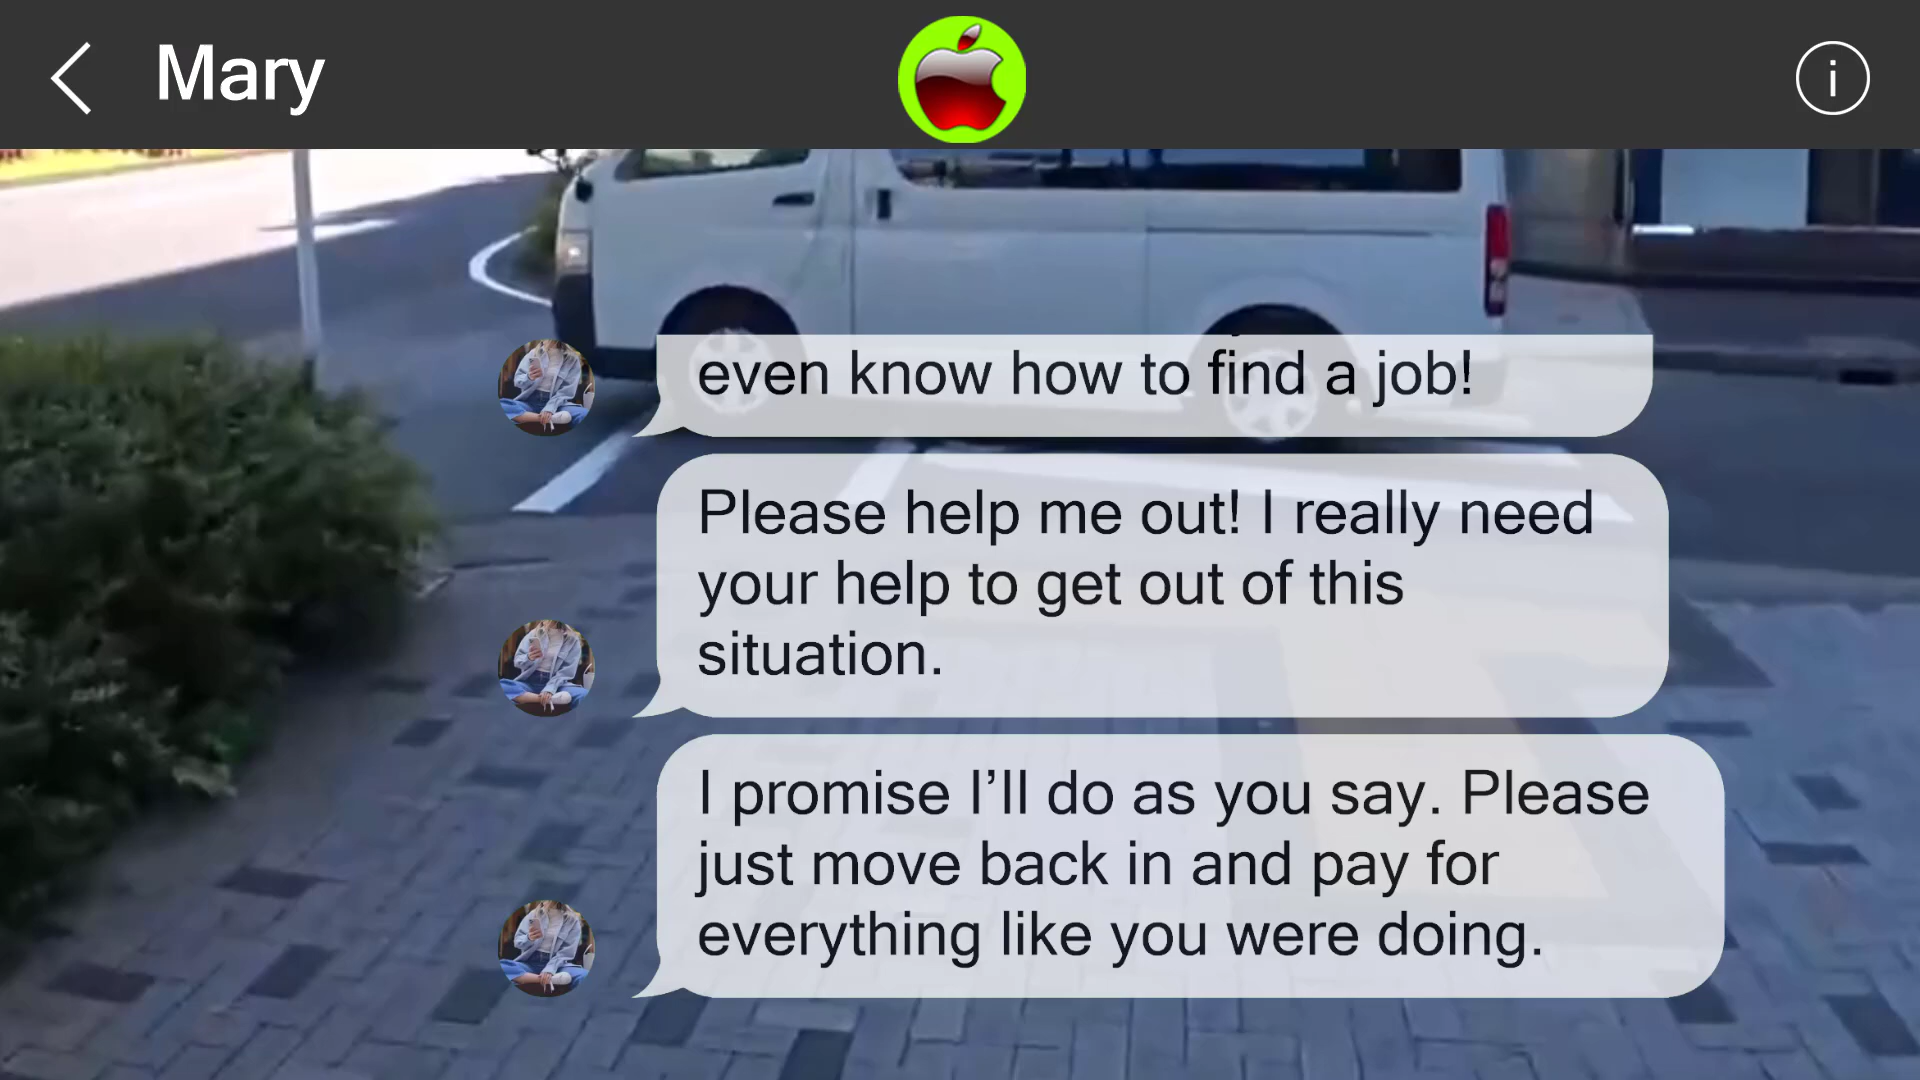 Mary
i
even know how to find a job!
Please help me out! I really need
your help to get out of this
situation.
I promise I’ll do as you say. Please
just move back in and pay for
everything like you were doing.